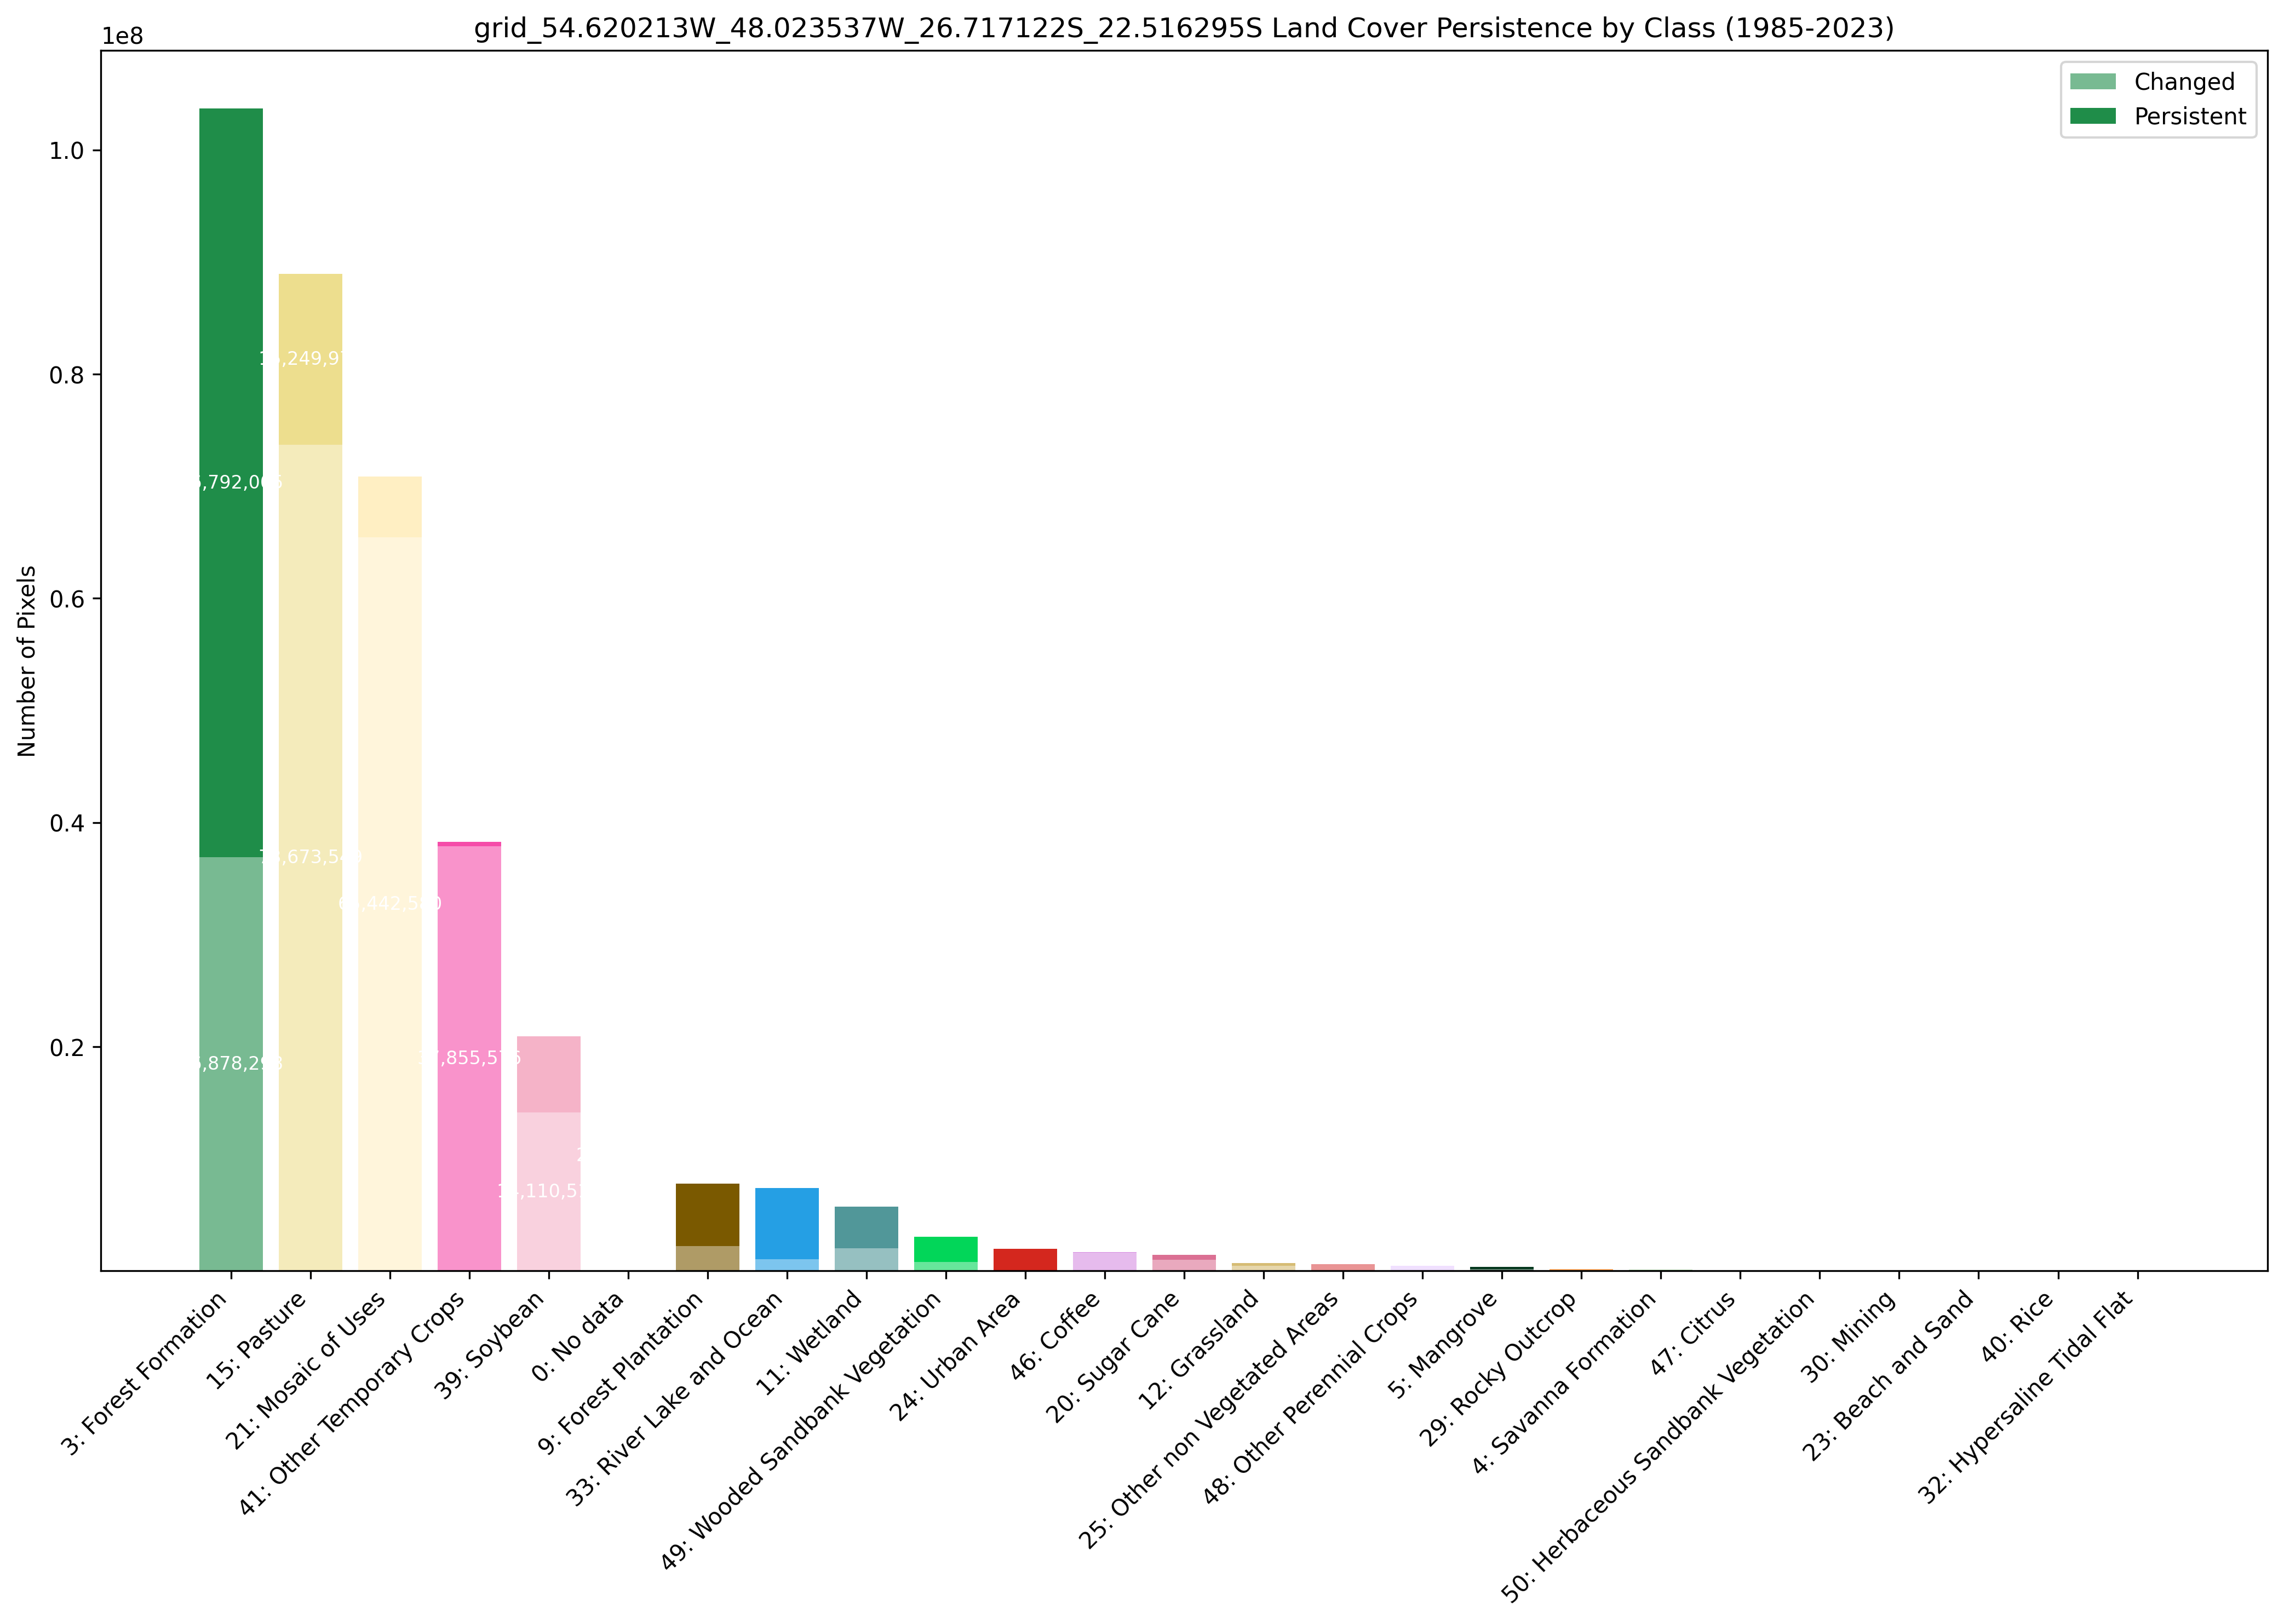 grid_54.620213W_48.023537W_26.717122S_22.516295S Land Cover Persistence by Class (1985-2023)
1e8
Changed
Persistent
1.0
0.8
0.6
0.4
0.2
Number of Pixels
3: Forest Formation
15: Pasture
21: Mosaic of Uses
41: Other Temporary Crops
39: Soybean
0: No data
9: Forest Plantation
33: River Lake and Ocean
11: Wetland
49: Wooded Sandbank Vegetation
24: Urban Area
46: Coffee
20: Sugar Cane
12: Grassland
25: Other non Vegetated Areas
48: Other Perennial Crops
5: Mangrove
29: Rocky Outcrop
4: Savanna Formation
47: Citrus
50: Herbaceous Sandbank Vegetation
30: Mining
23: Beach and Sand
40: Rice
32: Hypersaline Tidal Flat